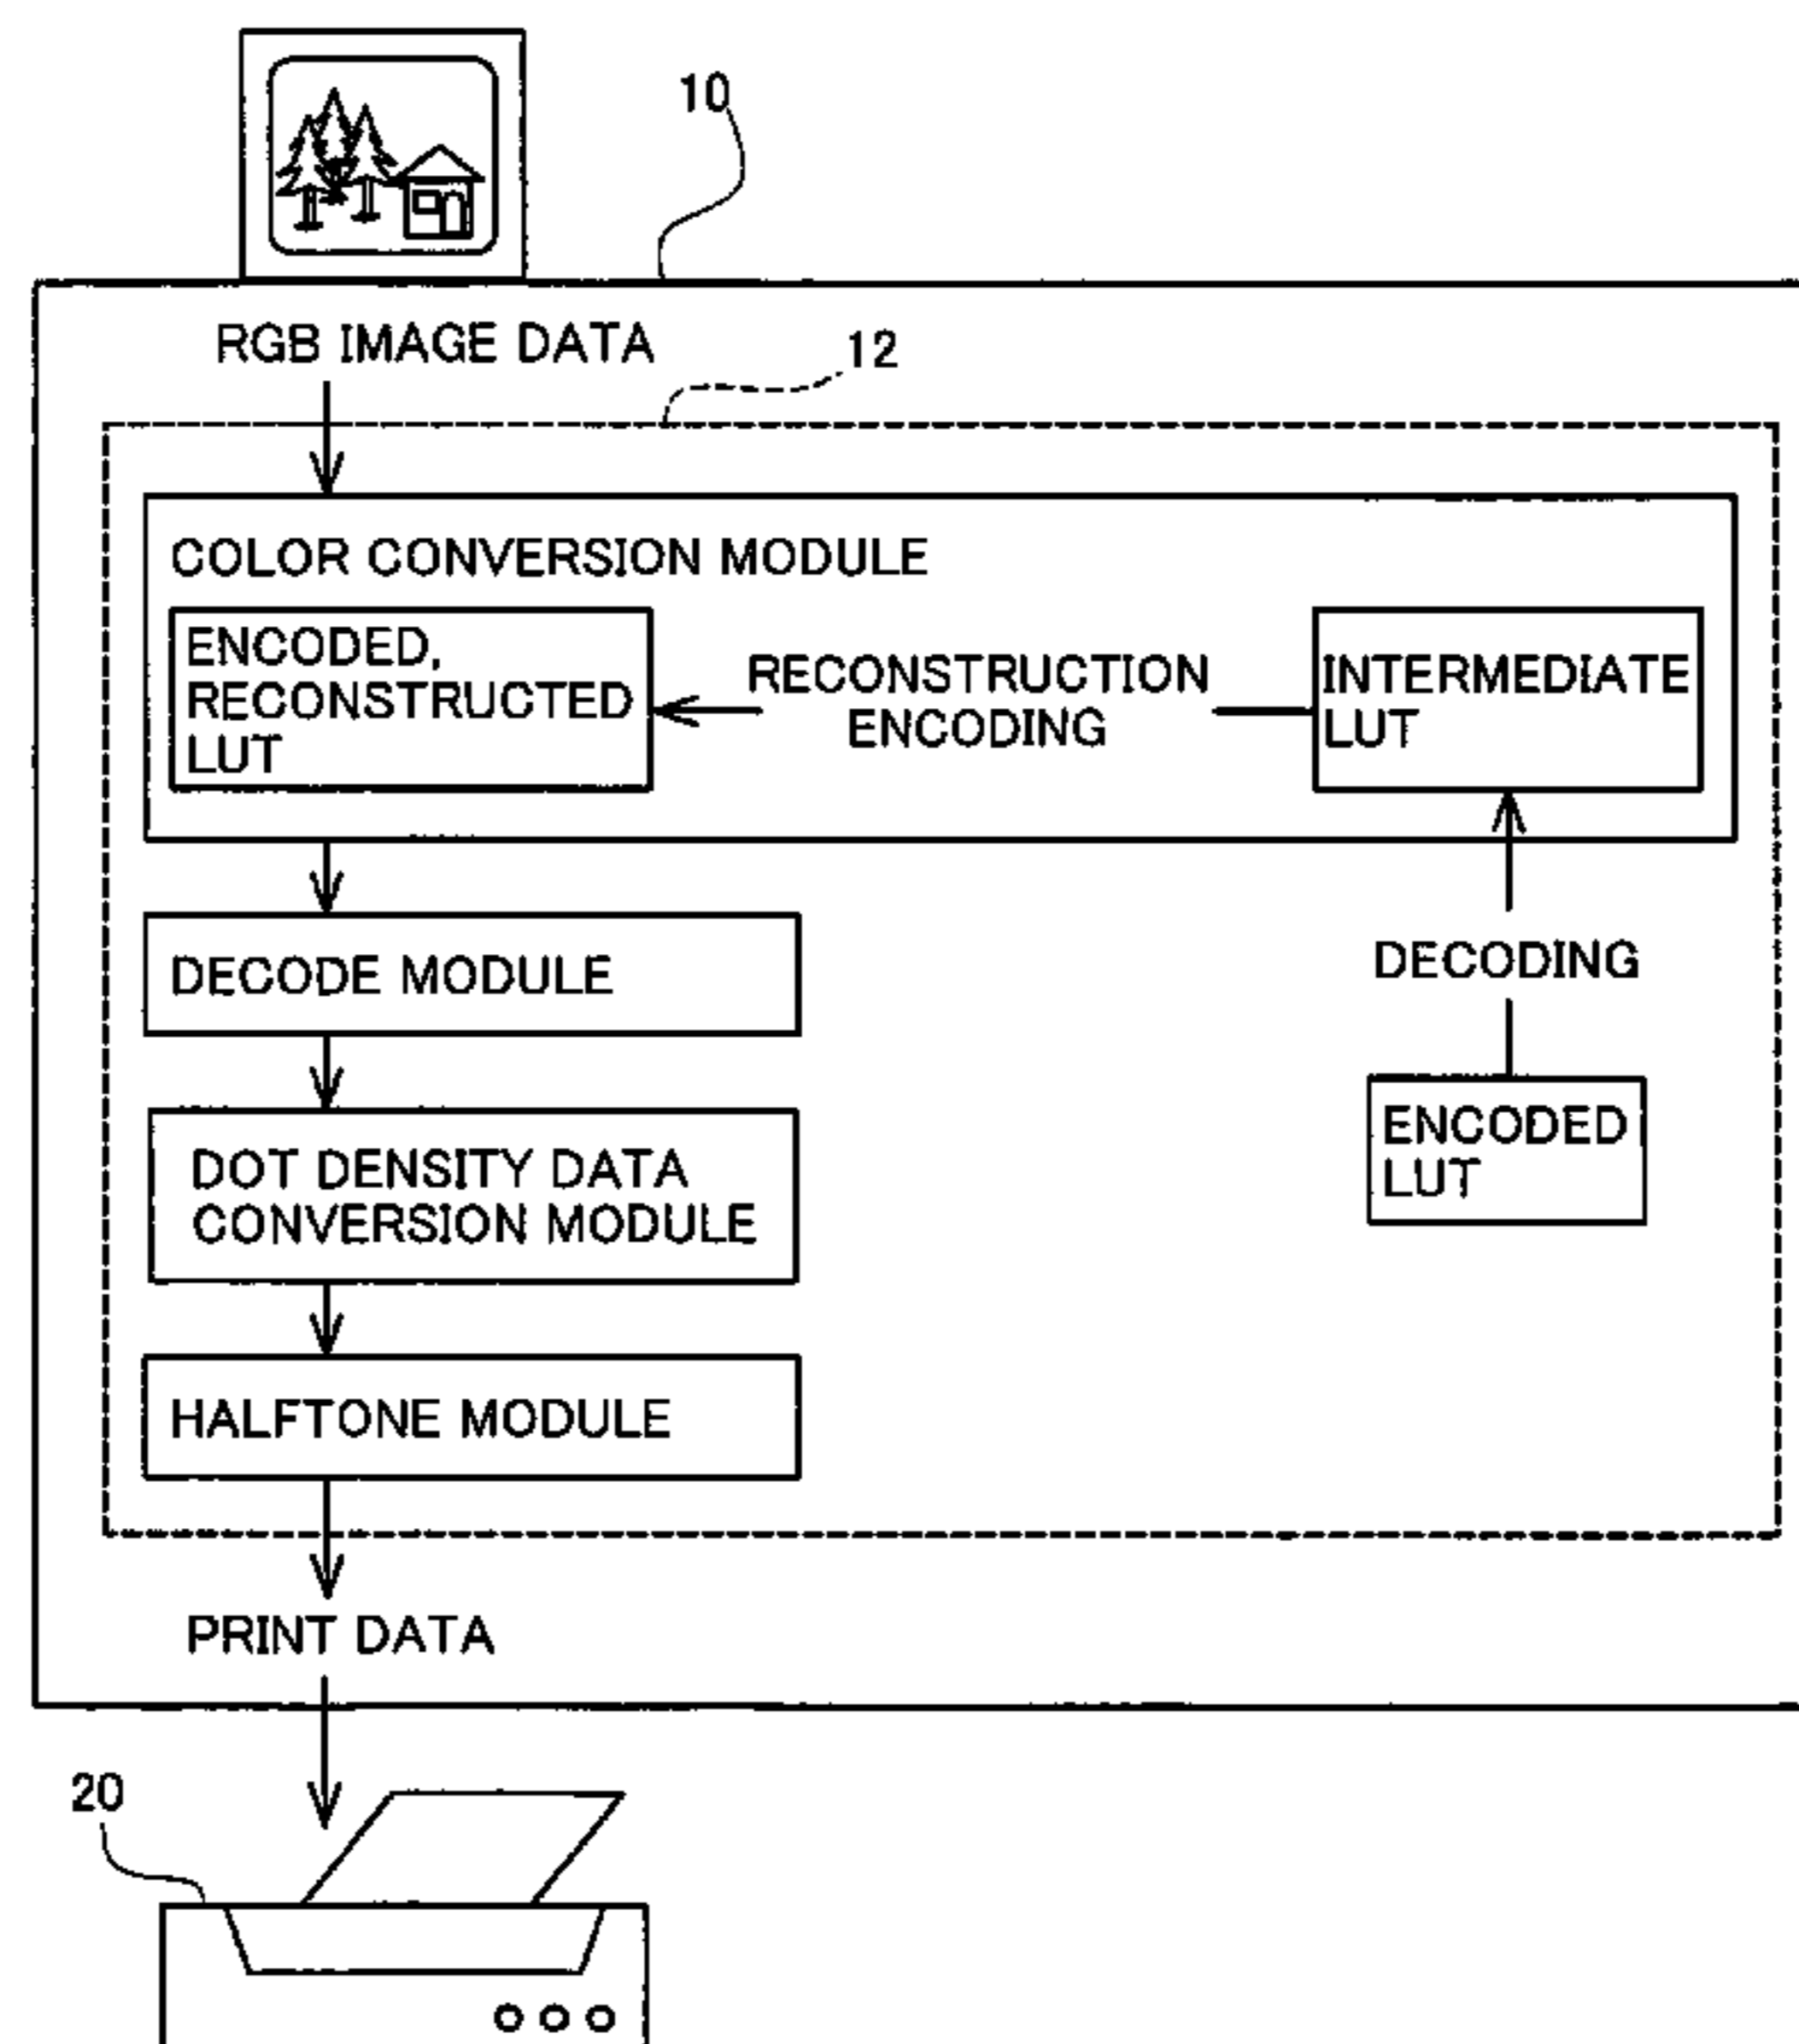 10
RGB IMAGE DATA
12
COLOR CONVERSION MODULE
ENCODED,
RECONSTRUCTED
LUT
RECONSTRUCTION
ENCODING
INTERMEDIATE
LUT
DECODE MODULE
DECODING
ENCODED
LUT
DOT DENSITY DATA
CONVERSION MODULE
HALFTONE MODULE
PRINT DATA
20